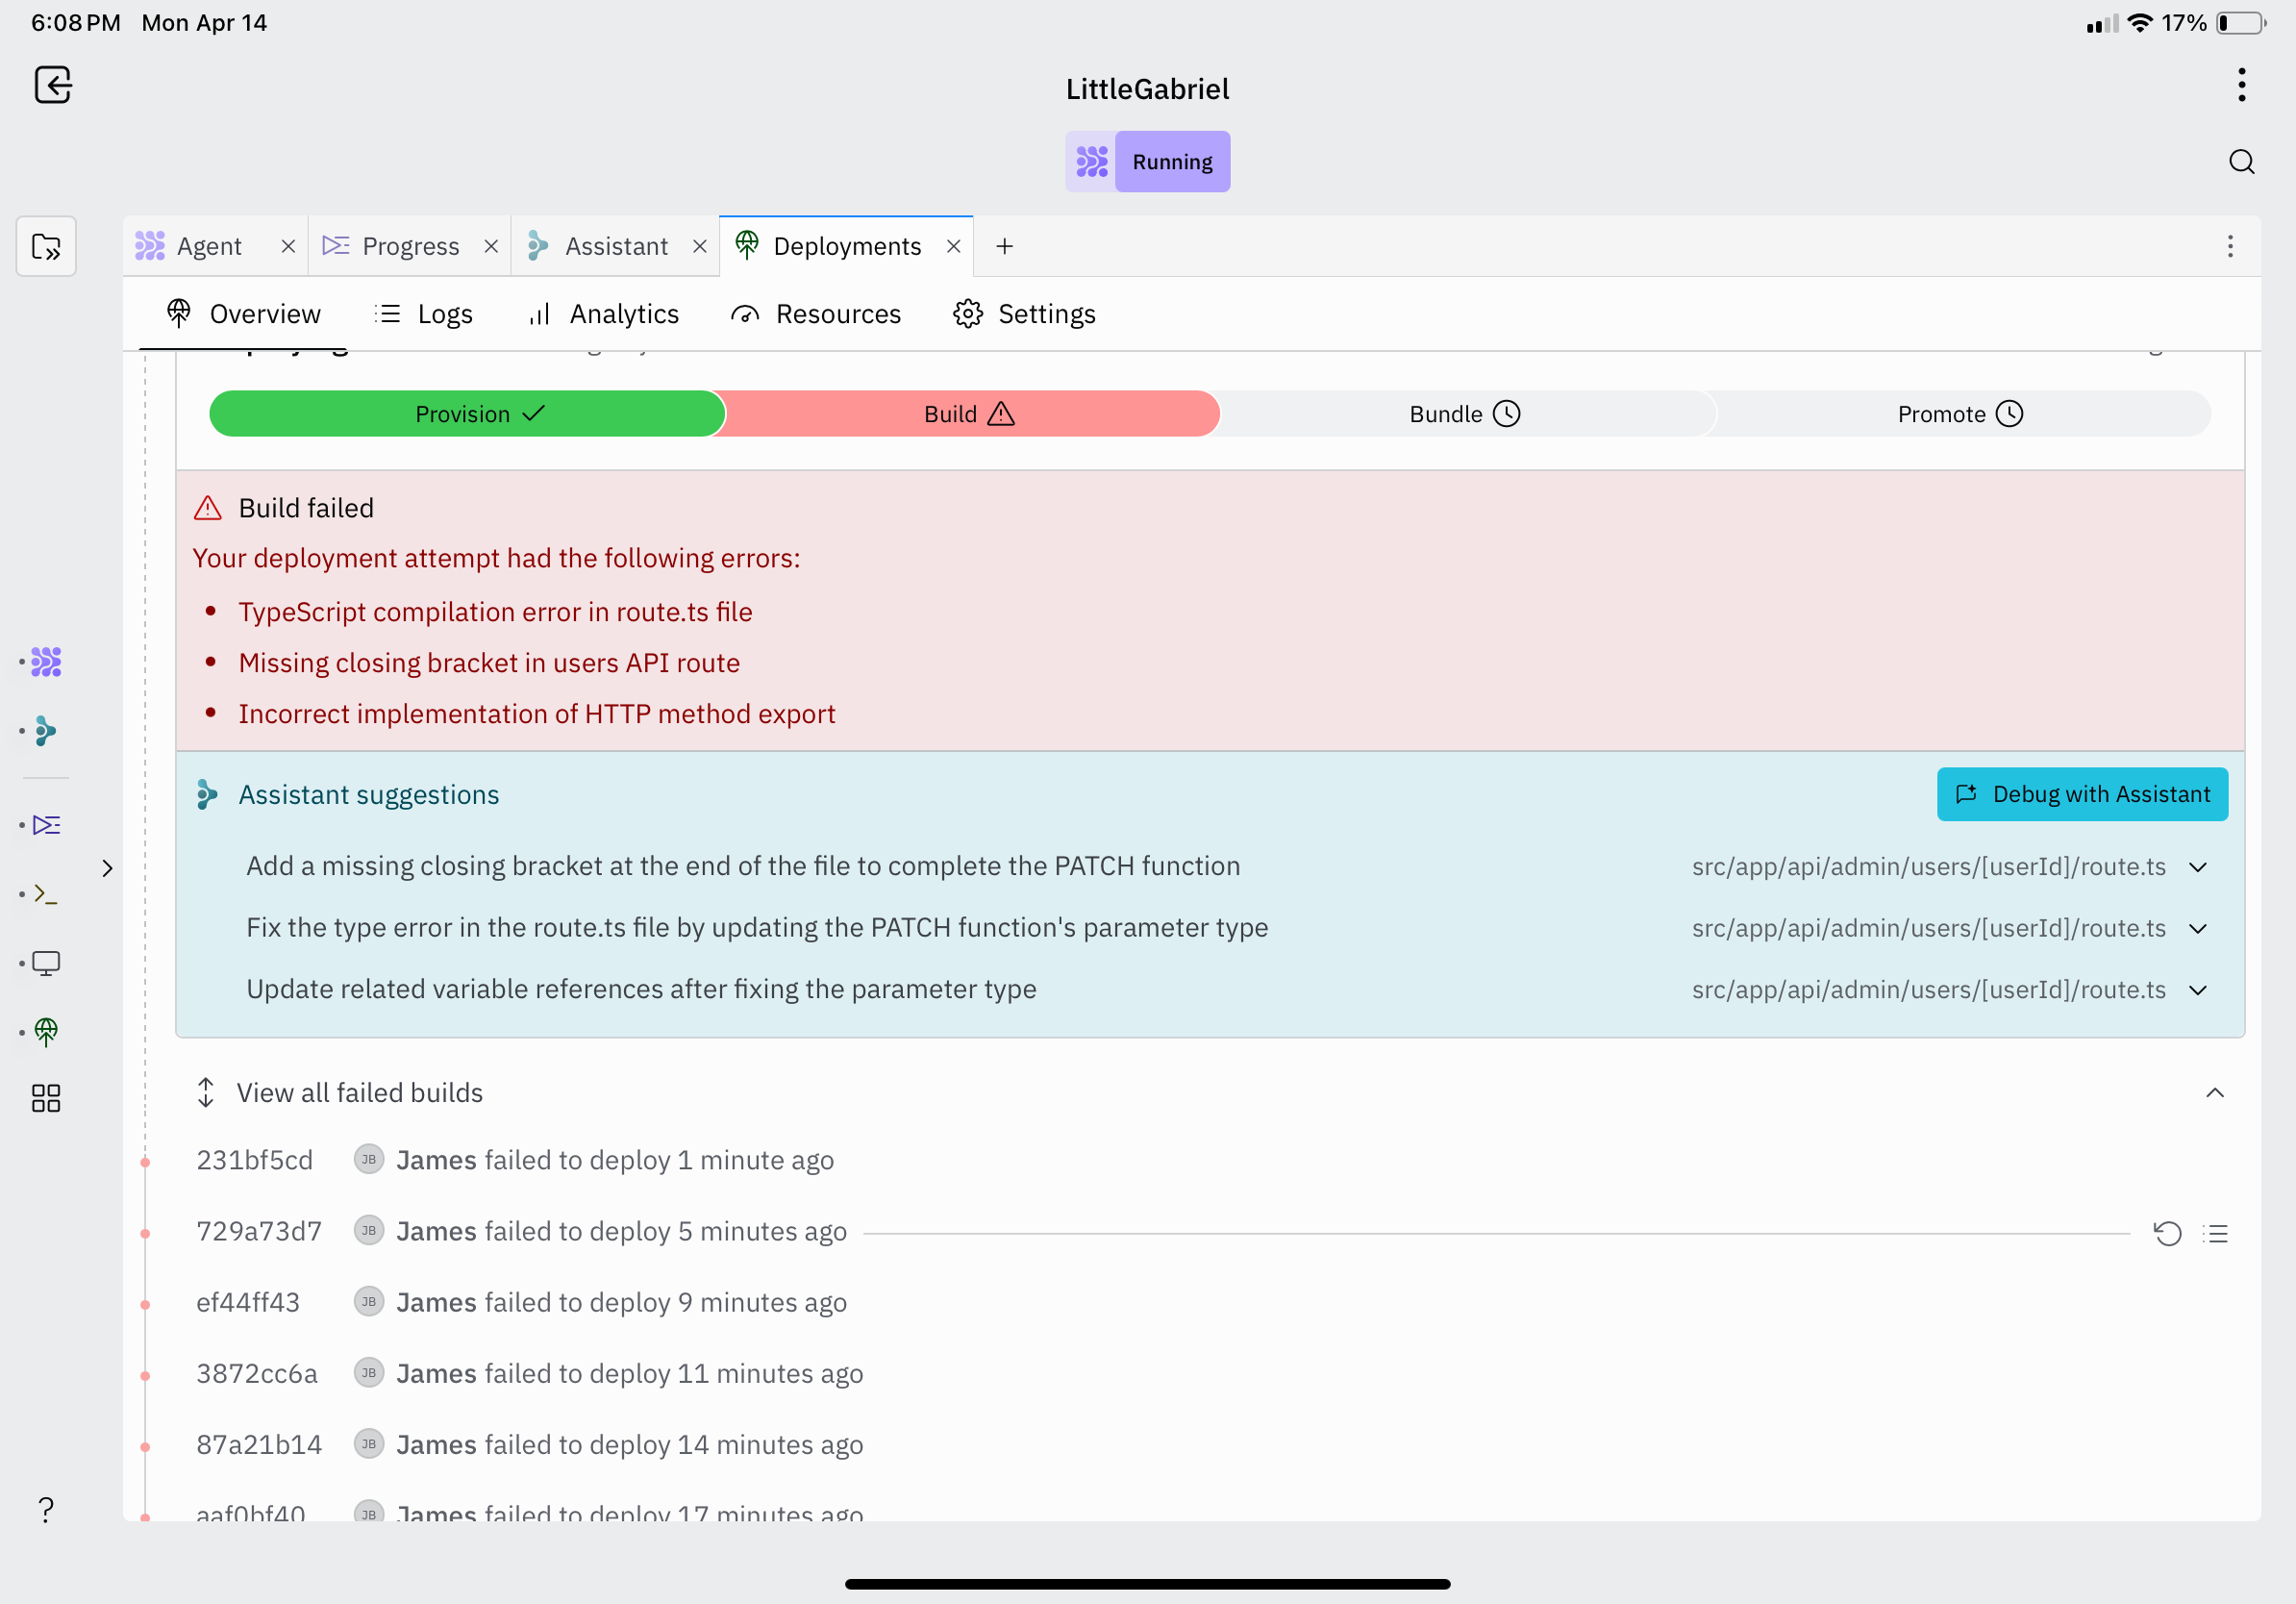 6:08 PM Mon Apr 14 17%
LittleGabriel
Running
Agent Progress Assistant Deployments
Overview Logs Analytics Resources Settings
Provision Build Bundle Promote
Build failed
Your deployment attempt had the following errors:
• TypeScript compilation error in route.ts file
• Missing closing bracket in users API route
• Incorrect implementation of HTTP method export
Assistant suggestions Debug with Assistant
Add a missing closing bracket at the end of the file to complete the PATCH function src/app/api/admin/users/[userId]/route.ts
Fix the type error in the route.ts file by updating the PATCH function's parameter type src/app/api/admin/users/[userId]/route.ts
Update related variable references after fixing the parameter type src/app/api/admin/users/[userId]/route.ts
View all failed builds
231bf5cd JB James failed to deploy 1 minute ago
729a73d7 JB James failed to deploy 5 minutes ago
ef44ff43 JB James failed to deploy 9 minutes ago
3872cc6a JB James failed to deploy 11 minutes ago
87a21b14 JB James failed to deploy 14 minutes ago
aaf0bf40 JB James failed to deploy 17 minutes ago